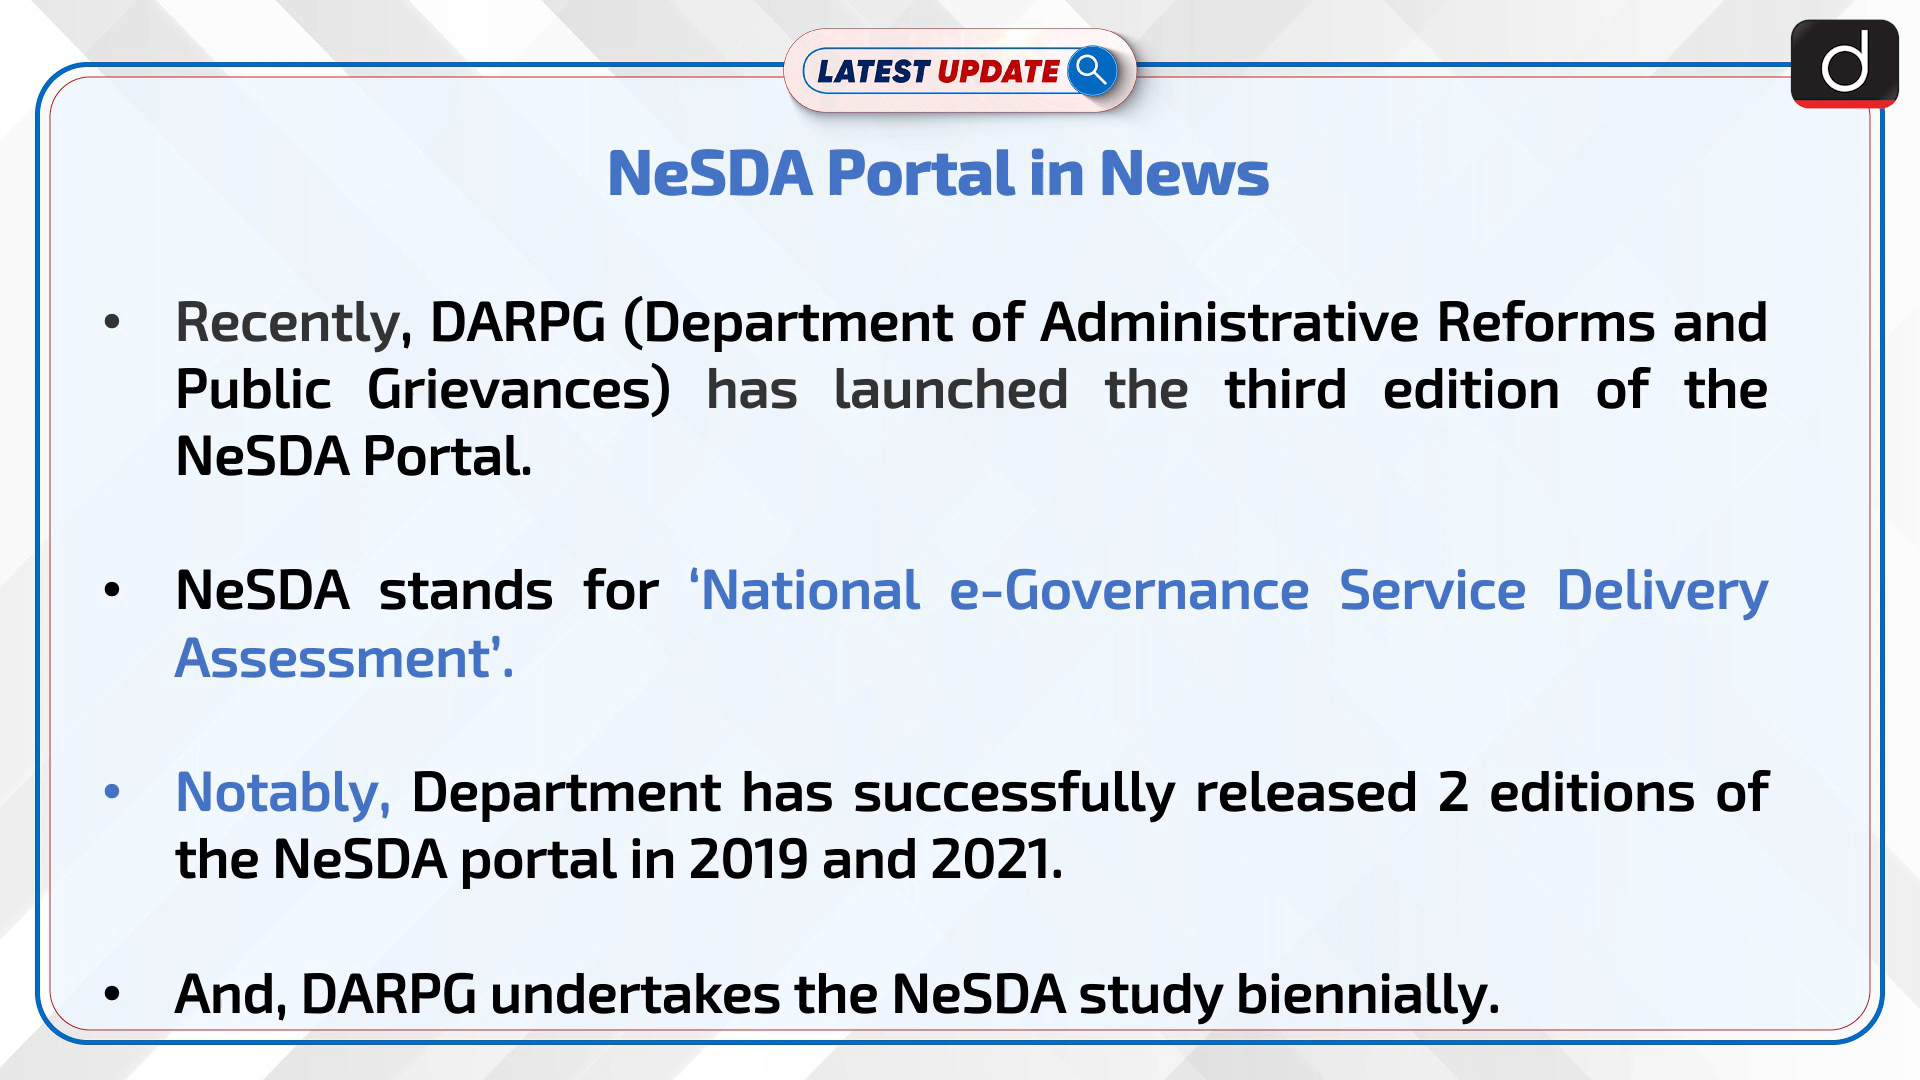 LATEST UPDATE
d
NeSDA Portal in News
• Recently, DARPG (Department of Administrative Reforms and
Public Grievances) has launched the third edition of the
NeSDA Portal.
• NeSDA stands for ‘National e-Governance Service Delivery
Assessment’.
• Notably, Department has successfully released 2 editions of
the NeSDA portal in 2019 and 2021.
• And, DARPG undertakes the NeSDA study biennially.